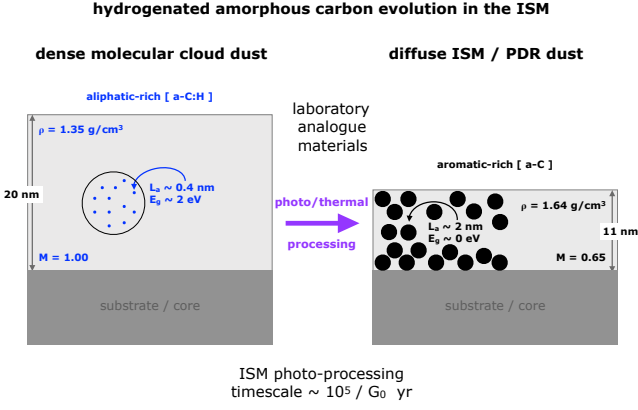 hydrogenated amorphous carbon evolution in the ISM
dense molecular cloud dust
diffuse ISM / PDR dust
aliphatic-rich [ a-C:H ]
laboratory
analogue
materials
aromatic-rich [ a-C ]
ρ = 1.35 g/cm³
20 nm
Lₐ ~ 0.4 nm
E_g ~ 2 eV
M = 1.00
substrate / core
photo/thermal
processing
ρ = 1.64 g/cm³
Lₐ ~ 2 nm
E_g ~ 0 eV
11 nm
M = 0.65
substrate / core
ISM photo-processing
timescale ~ 10⁵ / G₀ yr